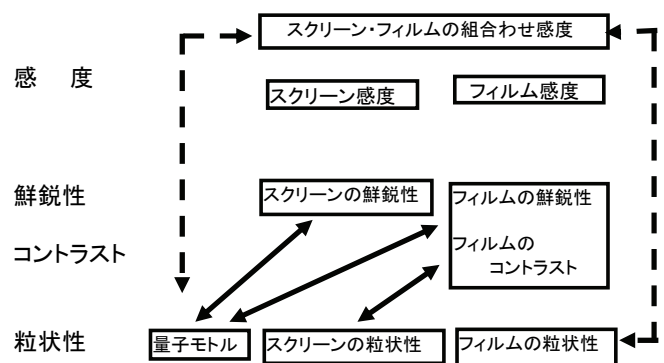 スクリーン・フィルムの組合わせ感度
感　度
スクリーン感度
フィルム感度
鮮鋭性
スクリーンの鮮鋭性
フィルムの鮮鋭性
コントラスト
フィルムの
コントラスト
粒状性
量子モトル
スクリーンの粒状性
フィルムの粒状性